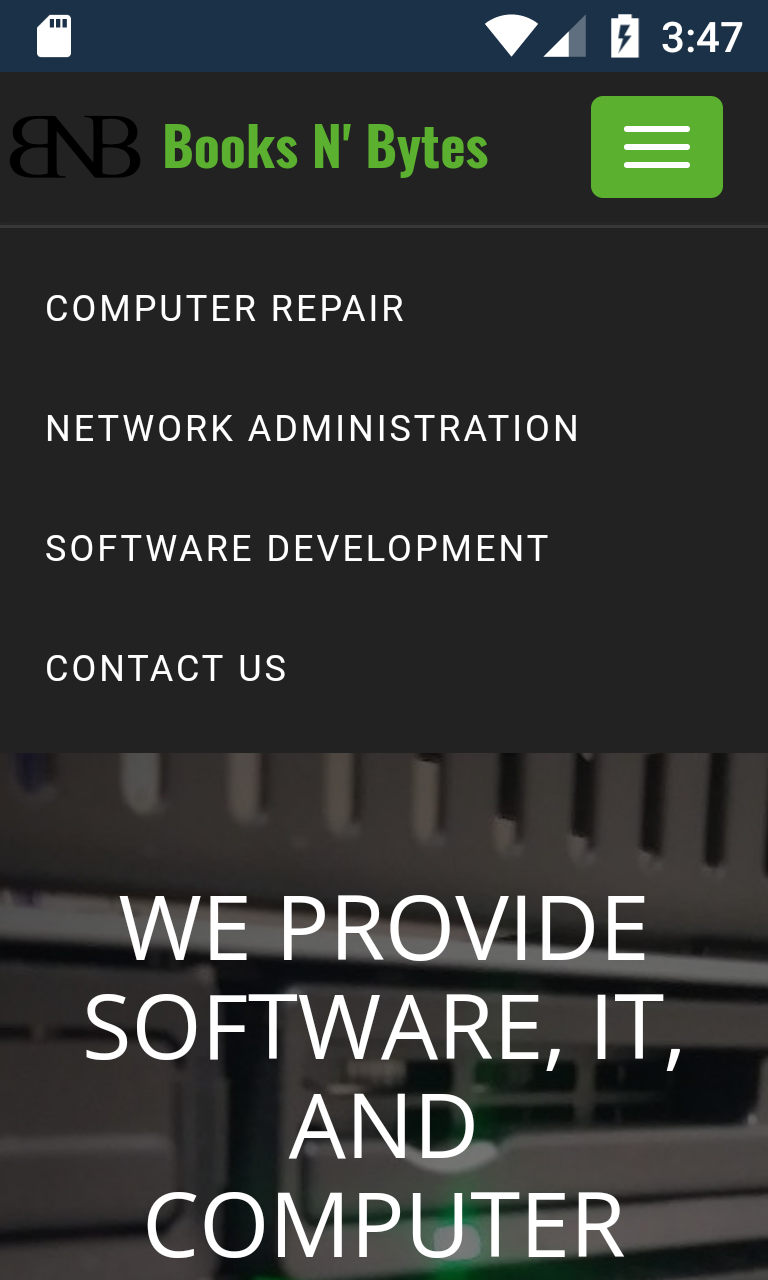 3:47
BNB Books N' Bytes
COMPUTER REPAIR
NETWORK ADMINISTRATION
SOFTWARE DEVELOPMENT
CONTACT US
WE PROVIDE
SOFTWARE, IT,
AND
COMPUTER